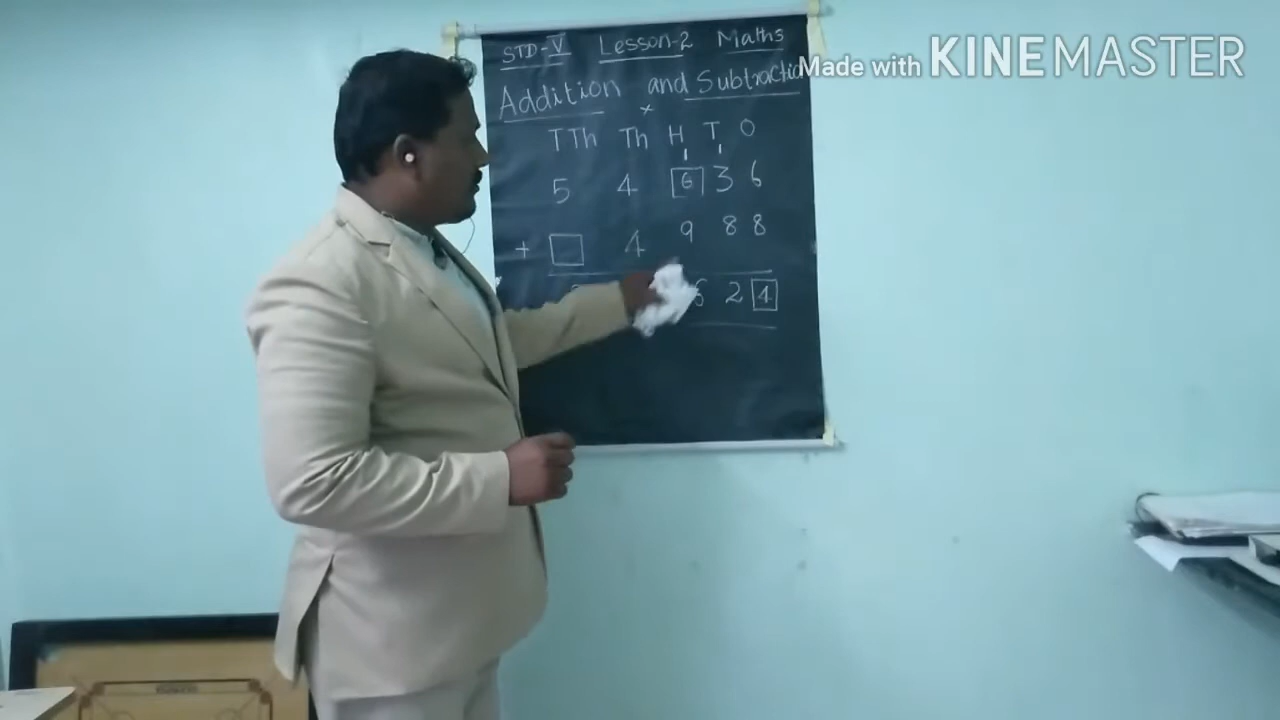 Made with KINEMASTER
STD-V Lesson-2 Maths
Addition and Subtraction
×
TTh Th H T O
ı ı
5 4 6 3 6
+ □ 4 9 8 8
6 2 4